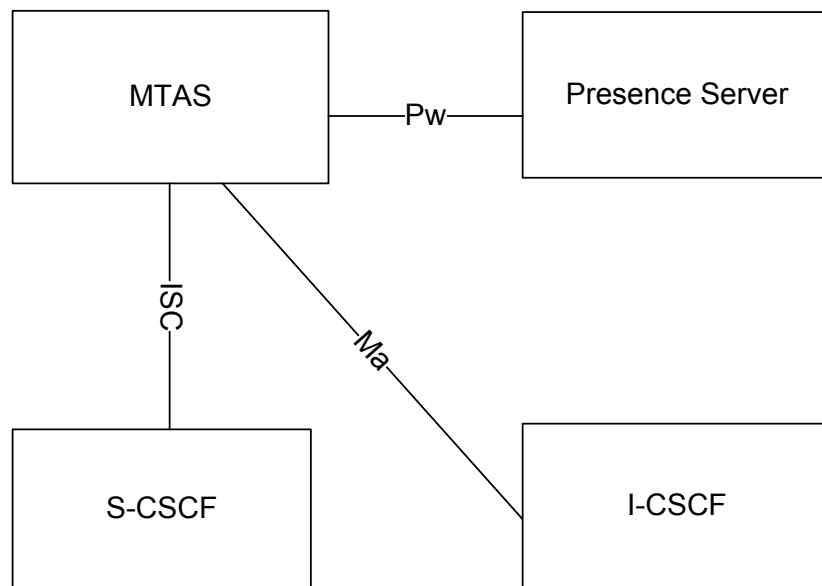 MTAS
Presence Server
Pw
ISC
Ma
S-CSCF
I-CSCF